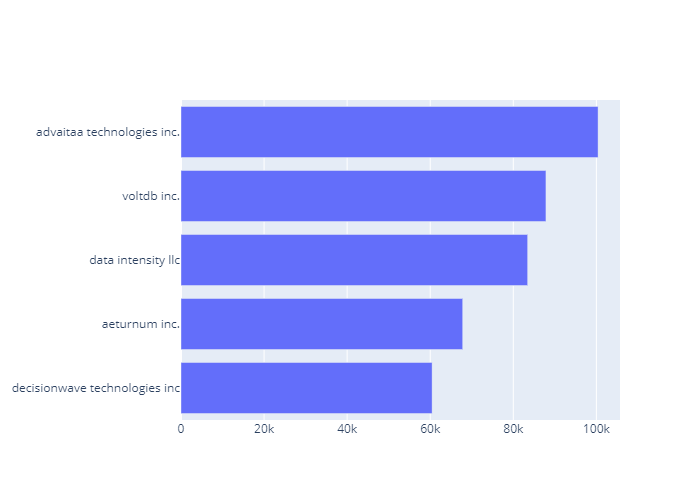 advaitaa technologies inc.
voltdb inc.
data intensity llc
aeturnum inc.
decisionwave technologies inc
0 20k 40k 60k 80k 100k